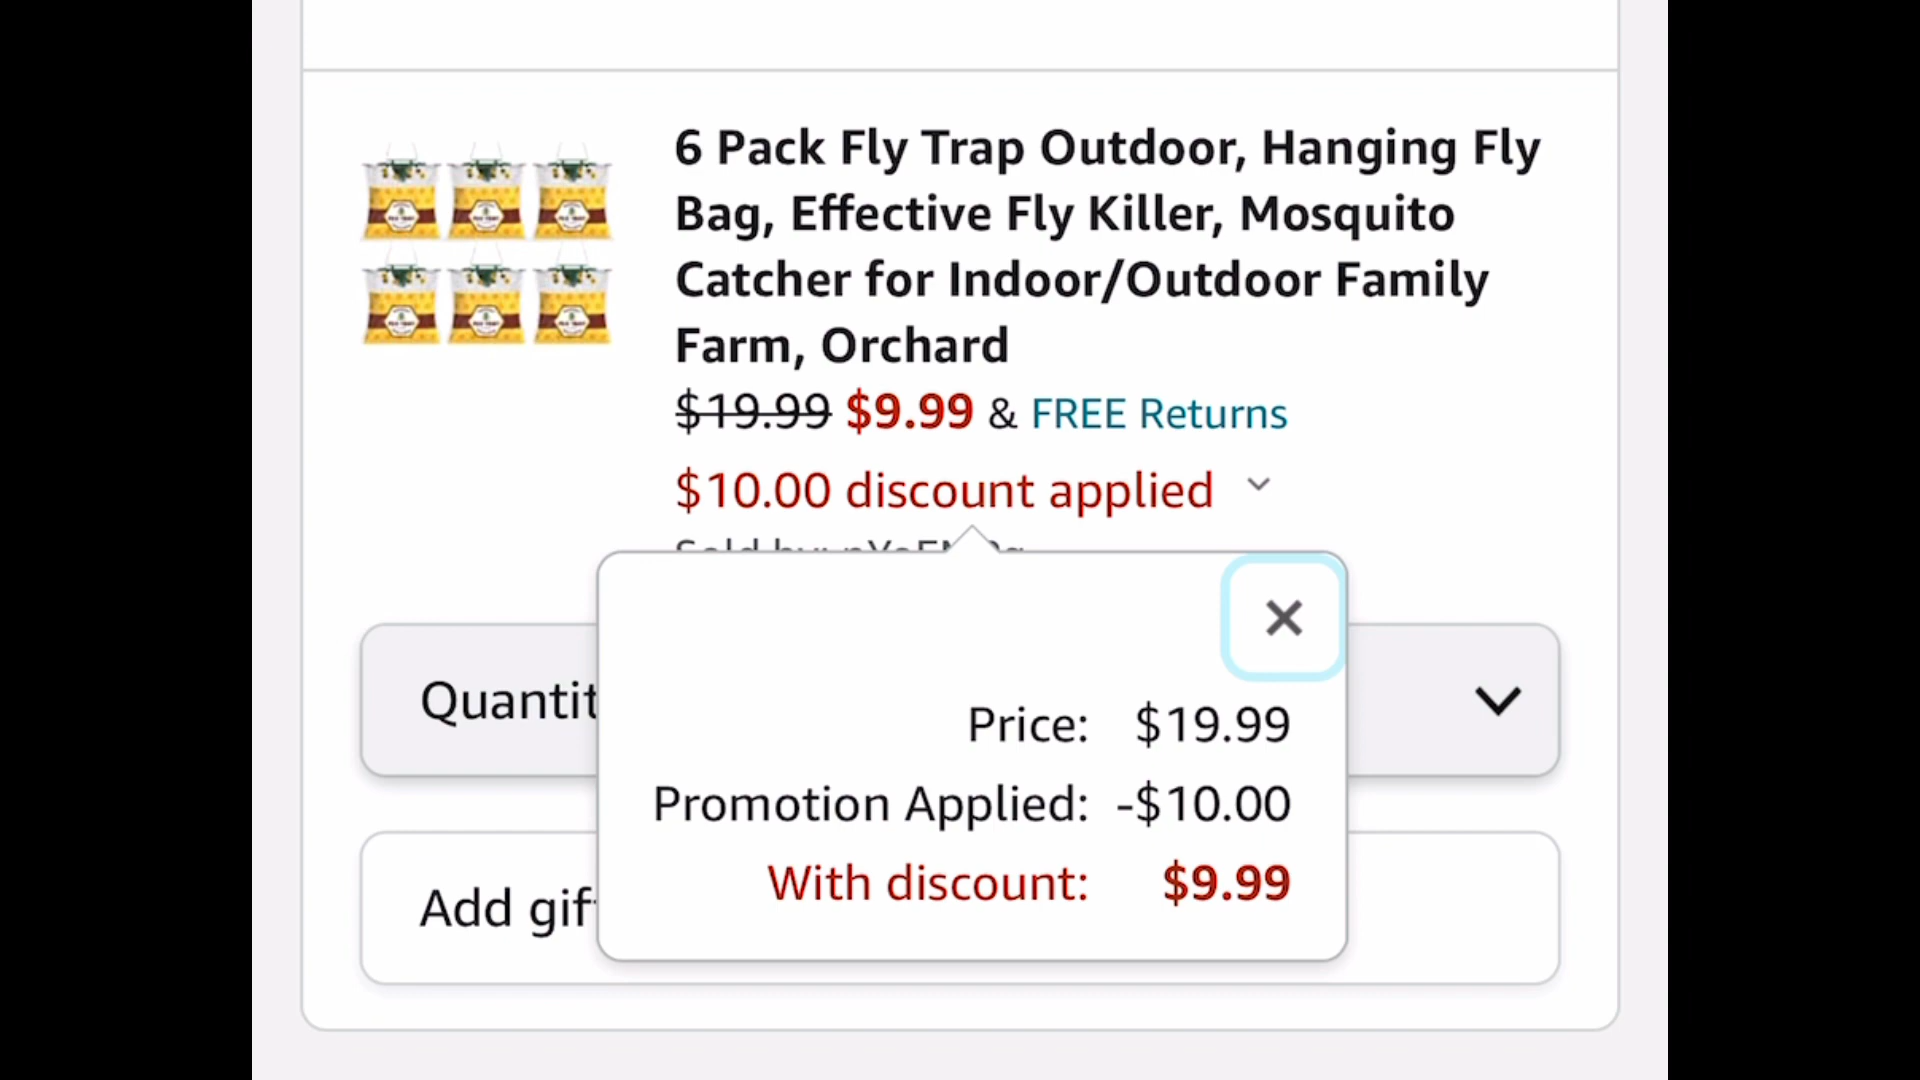 6 Pack Fly Trap Outdoor, Hanging Fly
Bag, Effective Fly Killer, Mosquito
Catcher for Indoor/Outdoor Family
Farm, Orchard
$19.99 $9.99 & FREE Returns
$10.00 discount applied
Sold by:
Quantit
Price: $19.99
Promotion Applied: -$10.00
With discount: $9.99
Add gif